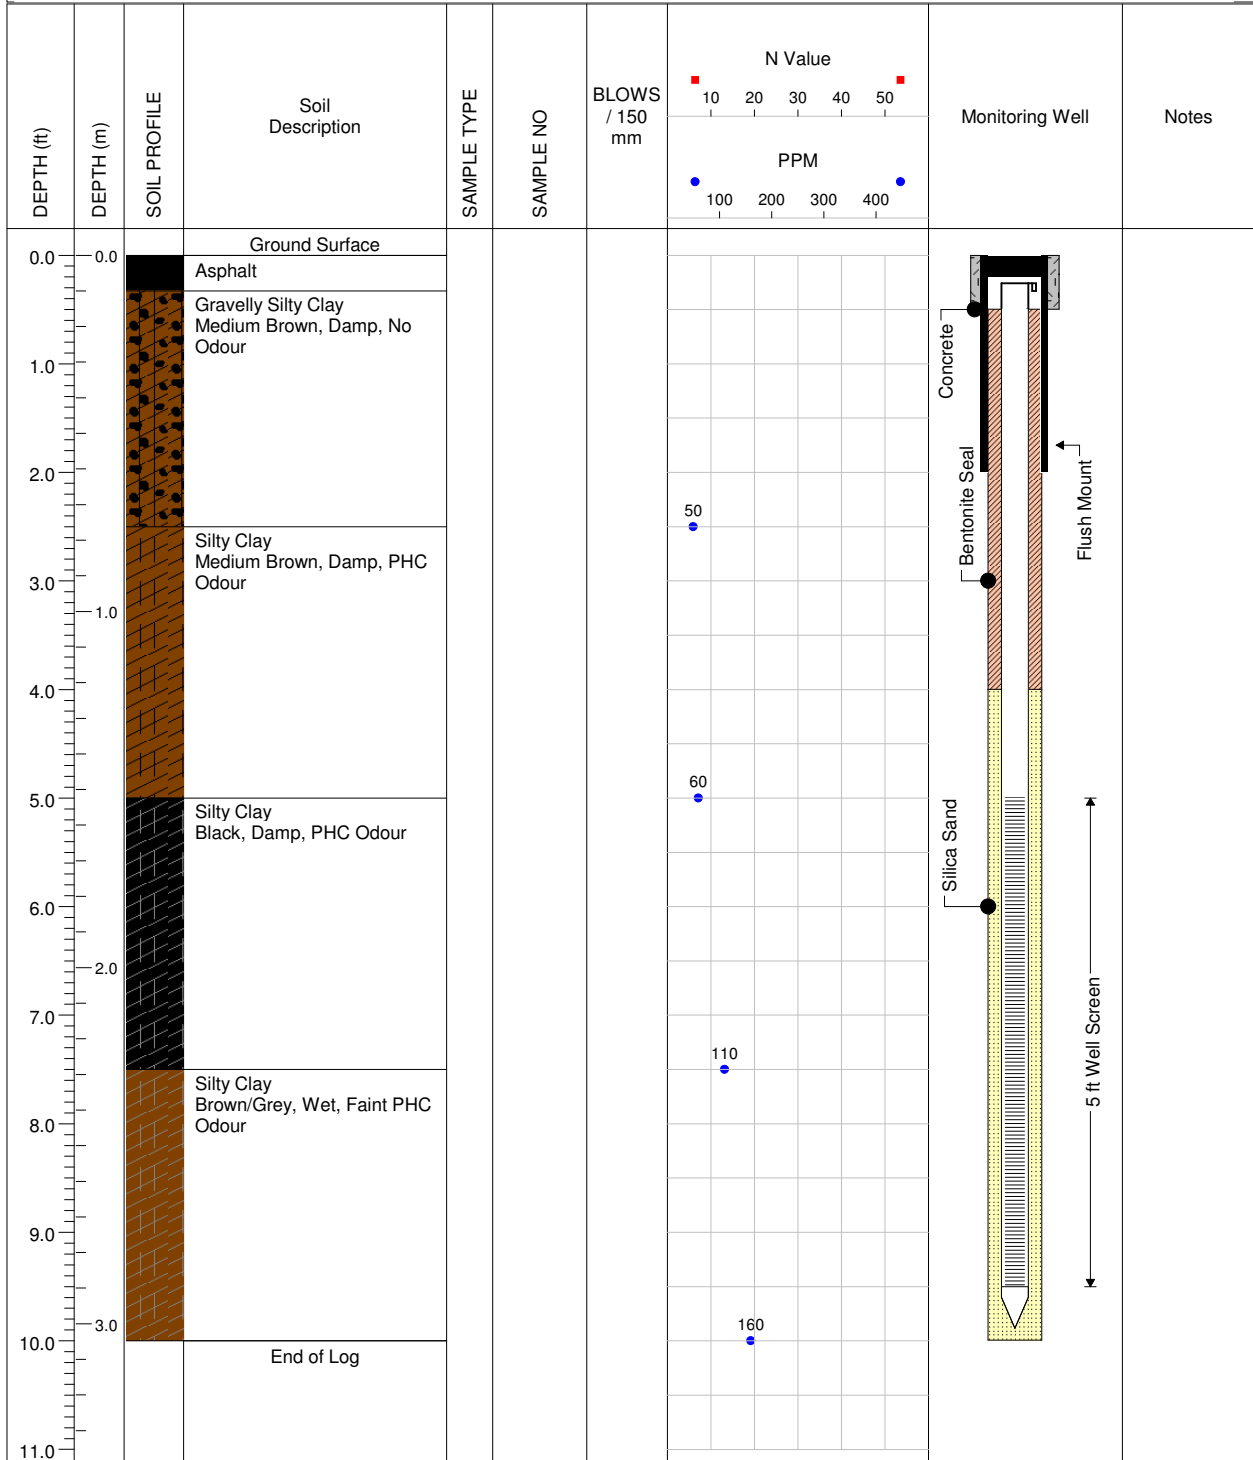 DEPTH (ft)
DEPTH (m)
SOIL PROFILE
Soil
Description
SAMPLE TYPE
SAMPLE NO
BLOWS
/ 150
mm
N Value
10 20 30 40 50
PPM
100 200 300 400
Monitoring Well
Notes
Ground Surface
0.0
0.0
Asphalt
Gravelly Silty Clay
Medium Brown, Damp, No
Odour
1.0
Concrete
2.0
Flush Mount
50
Silty Clay
Medium Brown, Damp, PHC
Odour
Bentonite Seal
3.0
1.0
4.0
60
5.0
Silty Clay
Black, Damp, PHC Odour
Silica Sand
6.0
2.0
7.0
5 ft Well Screen
110
Silty Clay
Brown/Grey, Wet, Faint PHC
Odour
8.0
9.0
3.0
160
10.0
End of Log
11.0